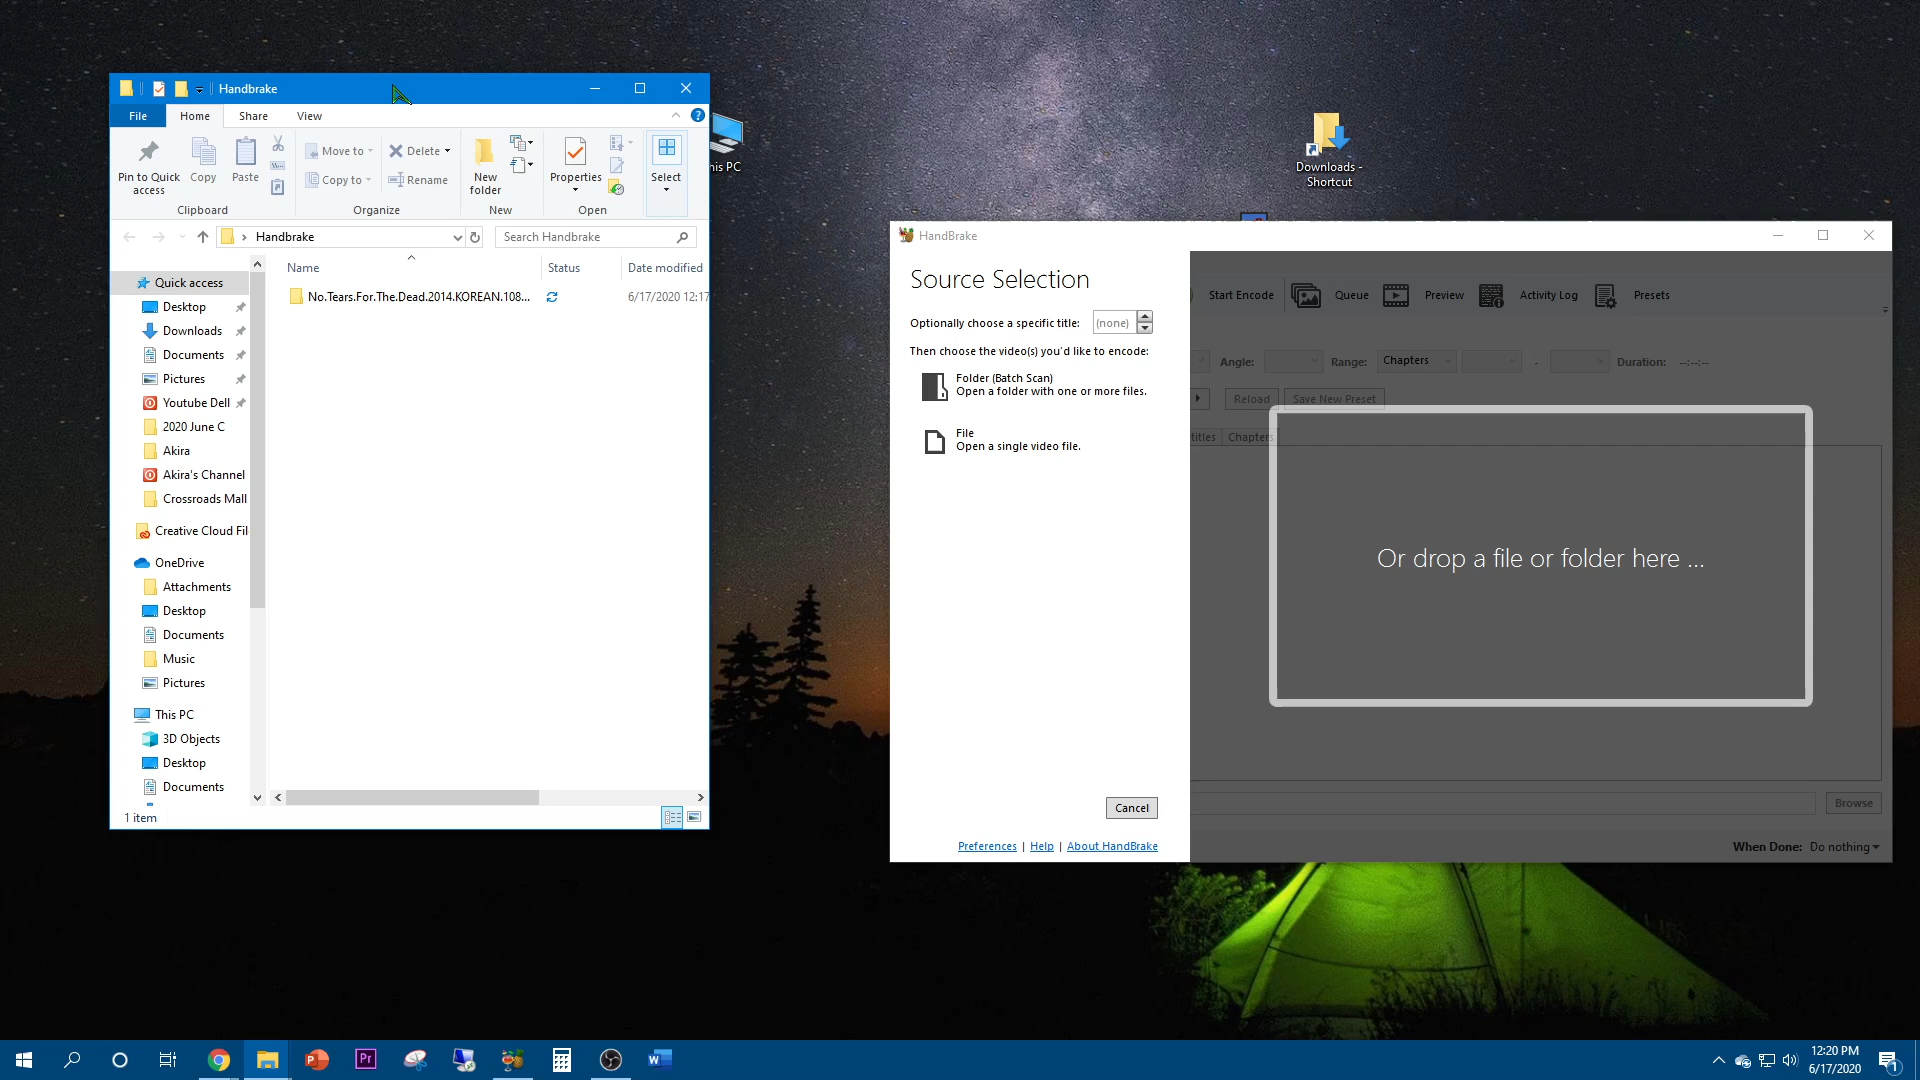 Handbrake
File
Home
Share
View
Pin to Quick access
Copy
Paste
Move to
Copy to
Delete
Rename
New folder
Properties
Select
Clipboard
Organize
New
Open
Handbrake
Search Handbrake
Name
Status
Date modified
No.Tears.For.The.Dead.2014.KOREAN.108...
6/17/2020 12:17
Quick access
Desktop
Downloads
Documents
Pictures
Youtube Dell
2020 June C
Akira
Akira's Channel
Crossroads Mall
Creative Cloud Fil
OneDrive
Attachments
Desktop
Documents
Music
Pictures
This PC
3D Objects
Desktop
Documents
1 item
his PC
Downloads -
Shortcut
HandBrake
Source Selection
Optionally choose a specific title:
(none)
Then choose the video(s) you'd like to encode:
Folder (Batch Scan)
Open a folder with one or more files.
File
Open a single video file.
Cancel
Preferences | Help | About HandBrake
Start Encode
Queue
Preview
Activity Log
Presets
Angle:
Range:
Chapters
-
Duration:
--:--:--
Reload
Save New Preset
titles
Chapters
Or drop a file or folder here ...
Browse
When Done: Do nothing
Pr
W
12:20 PM
6/17/2020
1